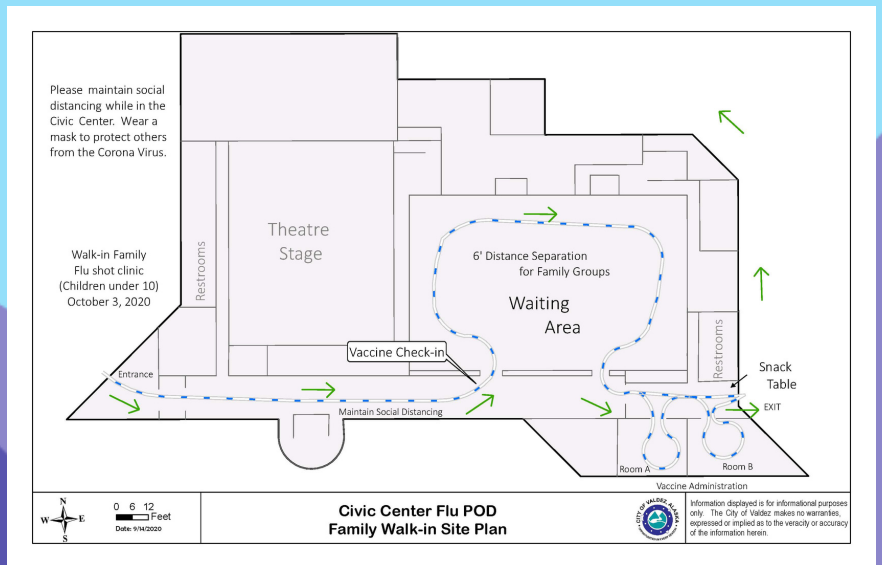 Please maintain social
distancing while in the
Civic Center. Wear a
mask to protect others
from the Corona Virus.
Walk-in Family
Flu shot clinic
(Children under 10)
October 3, 2020
Restrooms
Theatre
Stage
6' Distance Separation
for Family Groups
Waiting
Area
Vaccine Check-in
Entrance
Maintain Social Distancing
Restrooms
Snack
Table
EXIT
Room A
Room B
Vaccine Administration
N
W
E
S
0 6 12
Feet
Date: 9/14/2020
Civic Center Flu POD
Family Walk-in Site Plan
CITY OF VALDEZ, ALASKA
Information displayed is for informational purposes
only. The City of Valdez makes no warranties,
expressed or implied as to the veracity or accuracy
of the information herein.